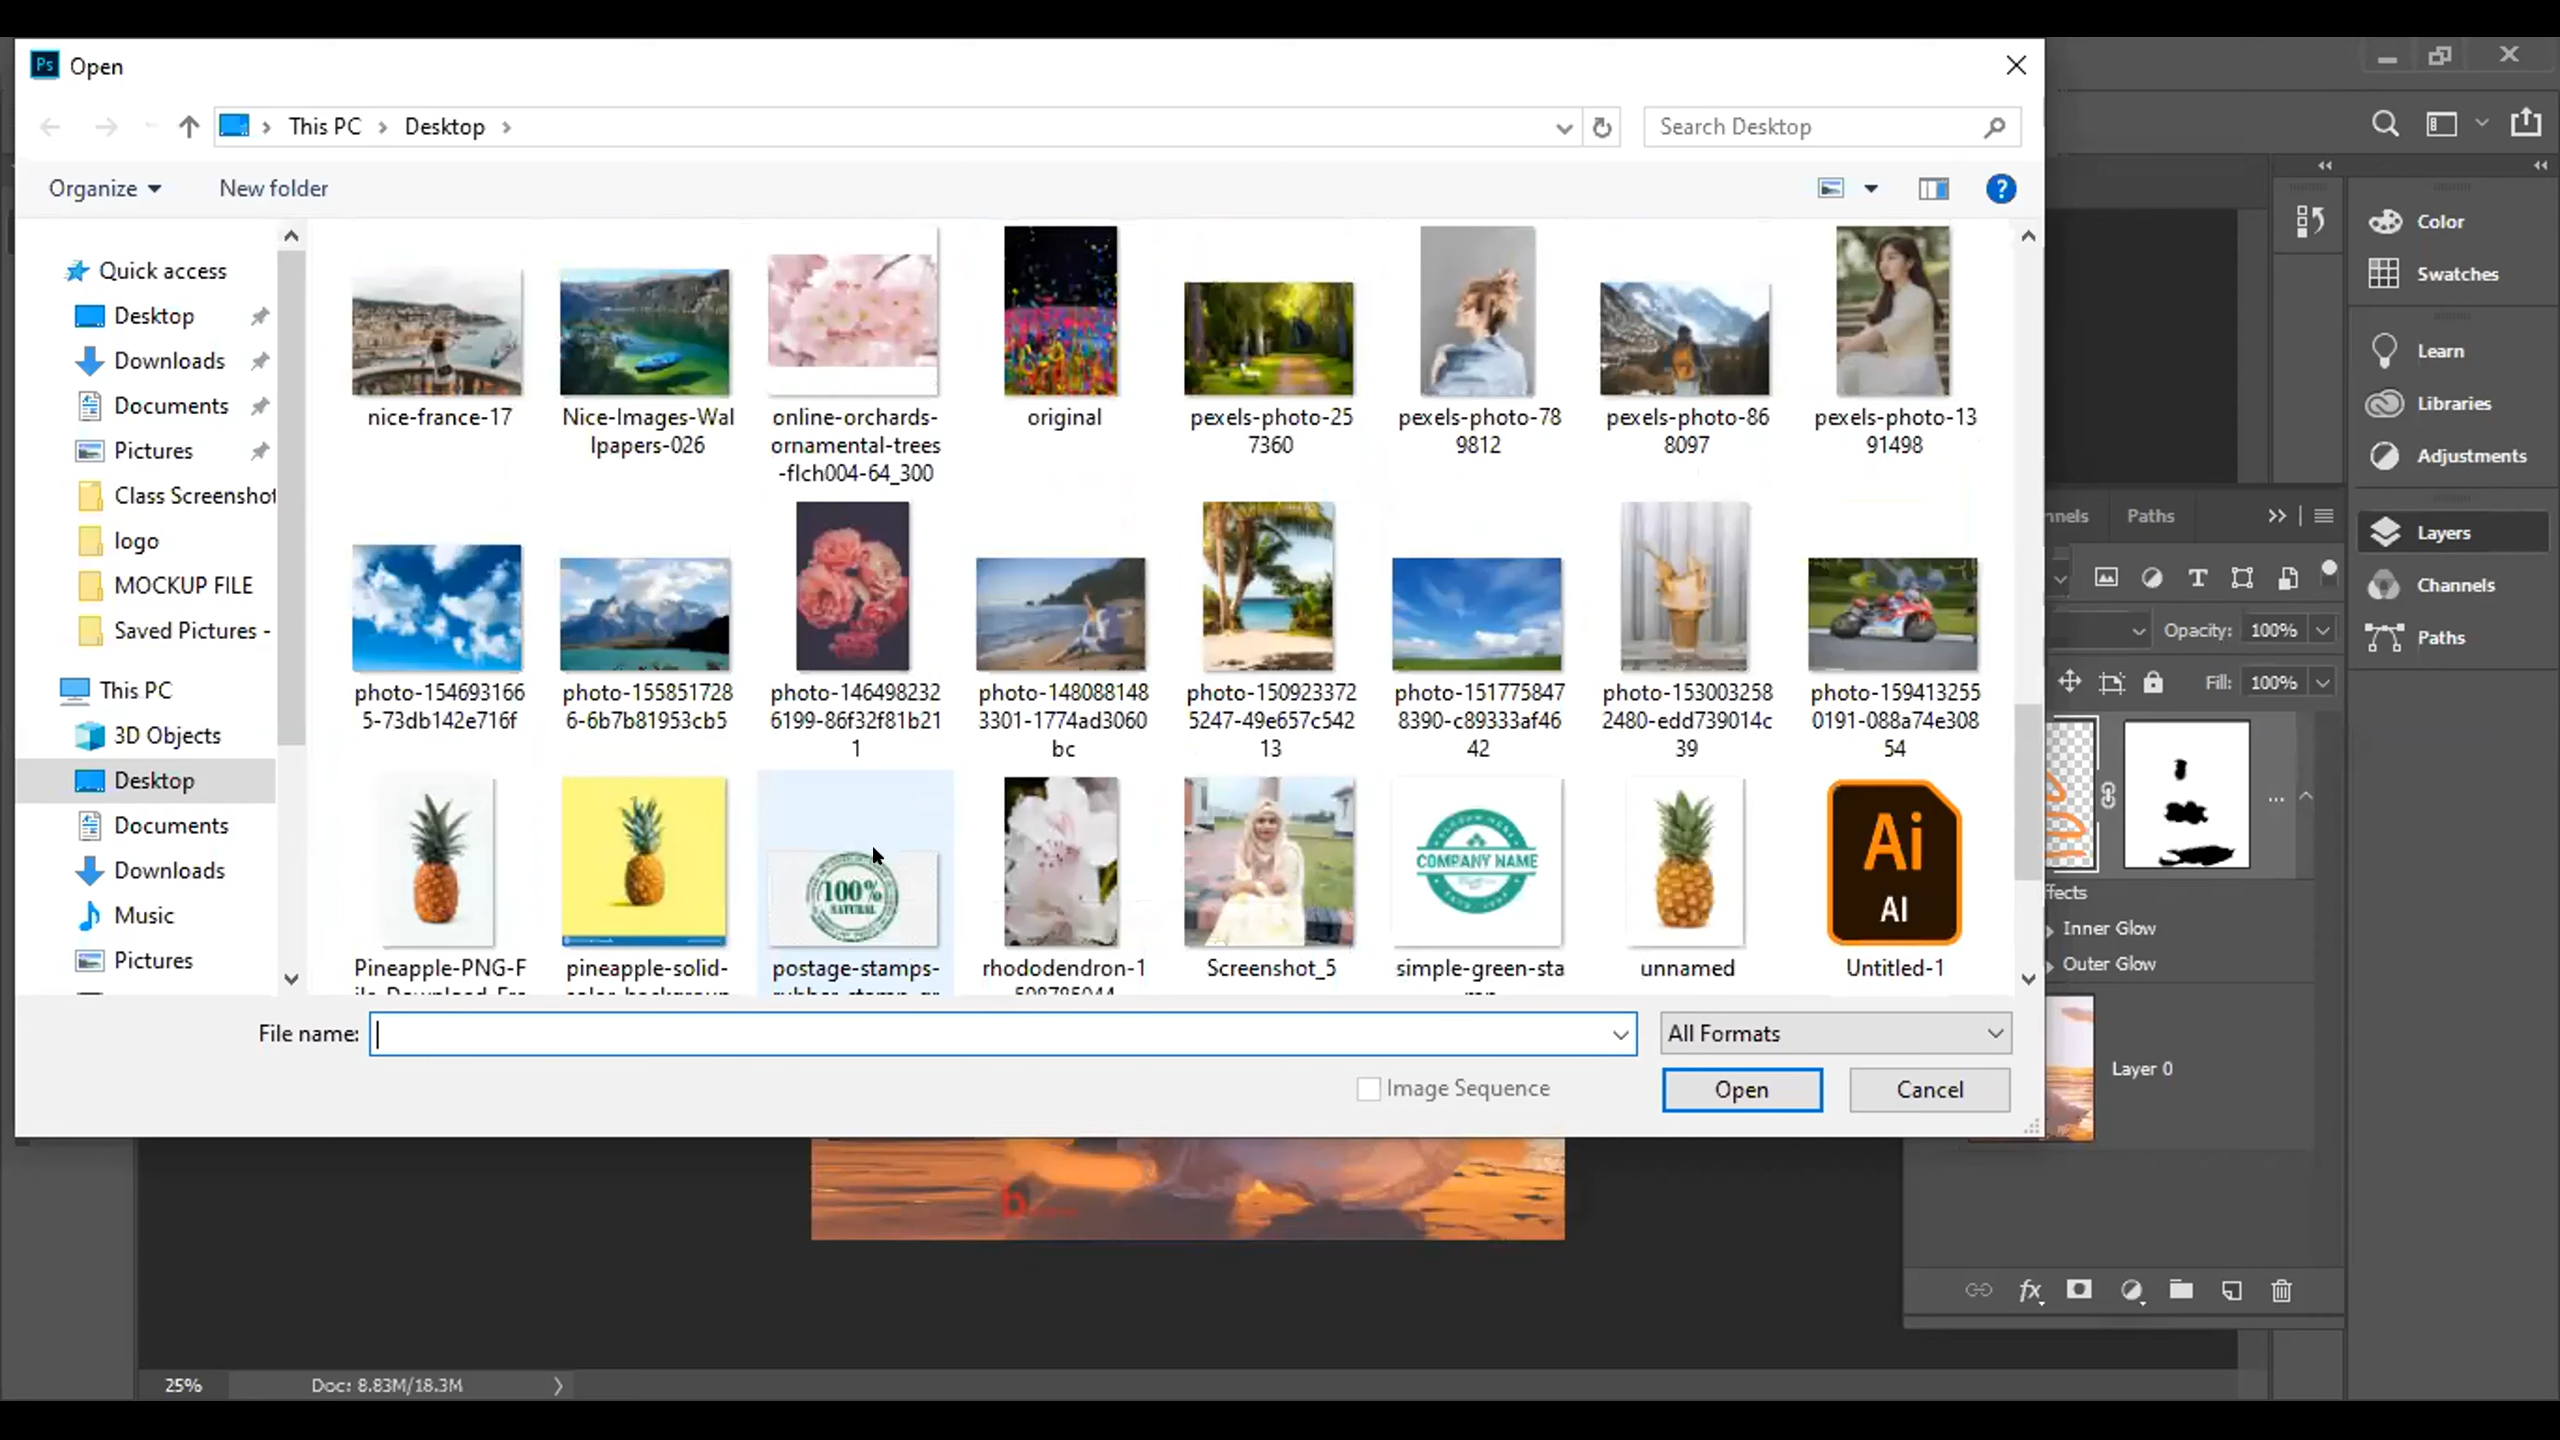 Ps Open
This PC Desktop
Search Desktop
Organize New folder
Quick access
Desktop
Downloads
Documents
Pictures
Class Screenshot
logo
MOCKUP FILE
Saved Pictures -
This PC
3D Objects
Desktop
Documents
Downloads
Music
Pictures
nice-france-17
Nice-Images-Wal
lpapers-026
online-orchards-
ornamental-trees
-flch004-64_300
original
pexels-photo-25
7360
pexels-photo-78
9812
pexels-photo-86
8097
pexels-photo-13
91498
photo-154693166
5-73db142e716f
photo-155851728
6-6b7b81953cb5
photo-146498232
6199-86f32f81b21
1
photo-148088148
3301-1774ad3060
bc
photo-150923372
5247-49e657c542
13
photo-151775847
8390-c89333af46
42
photo-153003258
2480-edd739014c
39
photo-159413255
0191-088a74e308
54
100%
NATURAL
COMPANY NAME
Ai
AI
Pineapple-PNG-F
pineapple-solid-
postage-stamps-
rhododendron-1
Screenshot_5
simple-green-sta
unnamed
Untitled-1
File name:
All Formats
Image Sequence
Open
Cancel
Color
Swatches
Learn
Libraries
Adjustments
Layers
Channels
Paths
nnels Paths
Opacity: 100%
Fill: 100%
ffects
Inner Glow
Outer Glow
Layer 0
fx
25%
Doc: 8.83M/18.3M